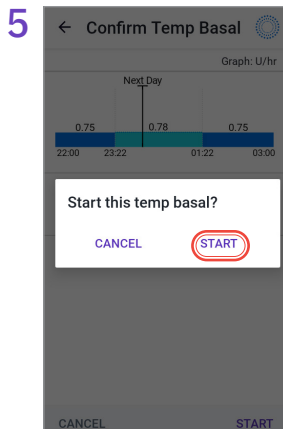 5
← Confirm Temp Basal
Graph: U/hr
Next Day
0.75 0.78 0.75
22:00 23:22 01:22 03:00
Start this temp basal?
CANCEL START
CANCEL START